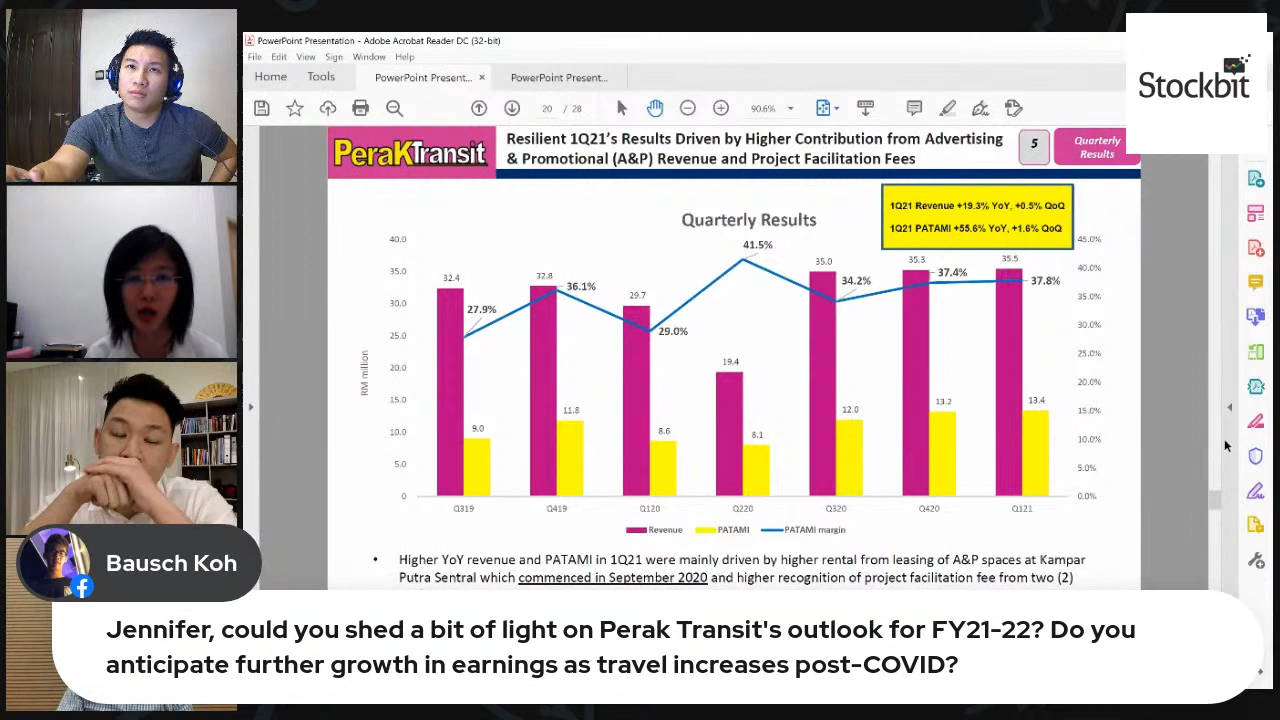 PowerPoint Presentation - Adobe Acrobat Reader DC (32-bit)
File Edit View Sign Window Help
Home Tools PowerPoint Present... × PowerPoint Present...
20 / 28 90.6%
Stockbit
PeraKTransit
Resilient 1Q21's Results Driven by Higher Contribution from Advertising
& Promotional (A&P) Revenue and Project Facilitation Fees
5
Quarterly
Results
1Q21 Revenue +19.3% YoY, +0.5% QoQ
1Q21 PATAMI +55.6% YoY, +1.6% QoQ
Quarterly Results
RM million
40.0
35.0
30.0
25.0
20.0
15.0
10.0
5.0
0
45.0%
40.0%
35.0%
30.0%
25.0%
20.0%
15.0%
10.0%
5.0%
0.0%
32.4 32.8 29.7 19.4 35.0 35.3 35.5
27.9% 36.1% 29.0% 41.5% 34.2% 37.4% 37.8%
9.0 11.8 8.6 8.1 12.0 13.2 13.4
Q319 Q419 Q120 Q220 Q320 Q420 Q121
Revenue PATAMI PATAMI margin
• Higher YoY revenue and PATAMI in 1Q21 were mainly driven by higher rental from leasing of A&P spaces at Kampar
Putra Sentral which commenced in September 2020 and higher recognition of project facilitation fee from two (2)
Bausch Koh
Jennifer, could you shed a bit of light on Perak Transit's outlook for FY21-22? Do you
anticipate further growth in earnings as travel increases post-COVID?